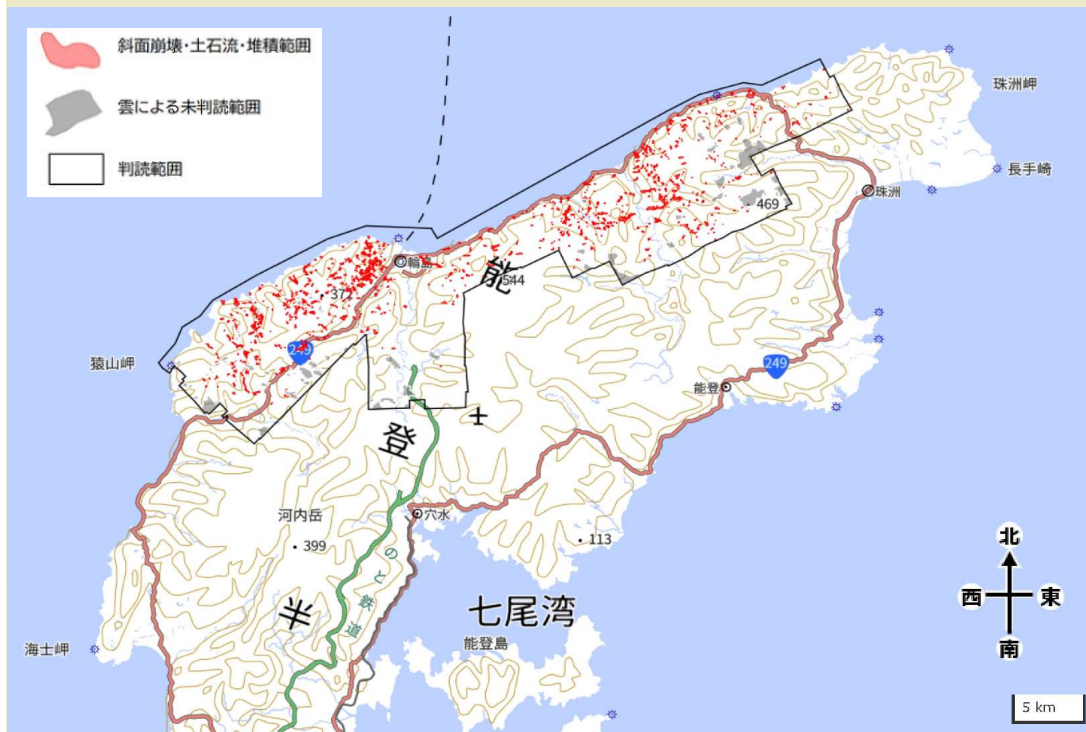 斜面崩壊・土石流・堆積範囲
雲による未判読範囲
判読範囲
珠洲岬
長手崎
珠洲
469
輪島
能
544
372
249
猿山岬
249
能登
登
河内岳
399
穴水
113
のと鉄道
半
七尾湾
能登島
海士岬
北
西
東
南
5 km